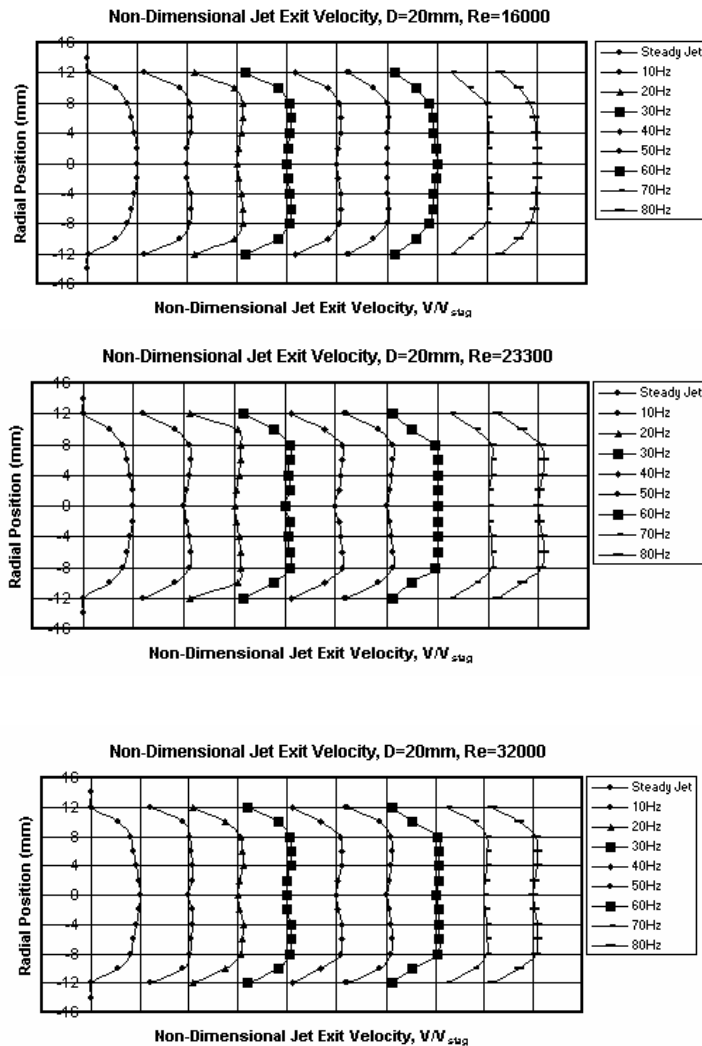 Non-Dimensional Jet Exit Velocity, D=20mm, Re=16000
Radial Position (mm)
16
12
8
4
0
-4
-8
-12
-16
Non-Dimensional Jet Exit Velocity, V/Vstag
Steady Jet
10Hz
20Hz
30Hz
40Hz
50Hz
60Hz
70Hz
80Hz
Non-Dimensional Jet Exit Velocity, D=20mm, Re=23300
Radial Position (mm)
16
12
8
4
0
-4
-8
-12
-16
Non-Dimensional Jet Exit Velocity, V/Vstag
Steady Jet
10Hz
20Hz
30Hz
40Hz
50Hz
60Hz
70Hz
80Hz
Non-Dimensional Jet Exit Velocity, D=20mm, Re=32000
Radial Position (mm)
16
12
8
4
0
-4
-8
-12
-16
Non-Dimensional Jet Exit Velocity, V/Vstag
Steady Jet
10Hz
20Hz
30Hz
40Hz
50Hz
60Hz
70Hz
80Hz